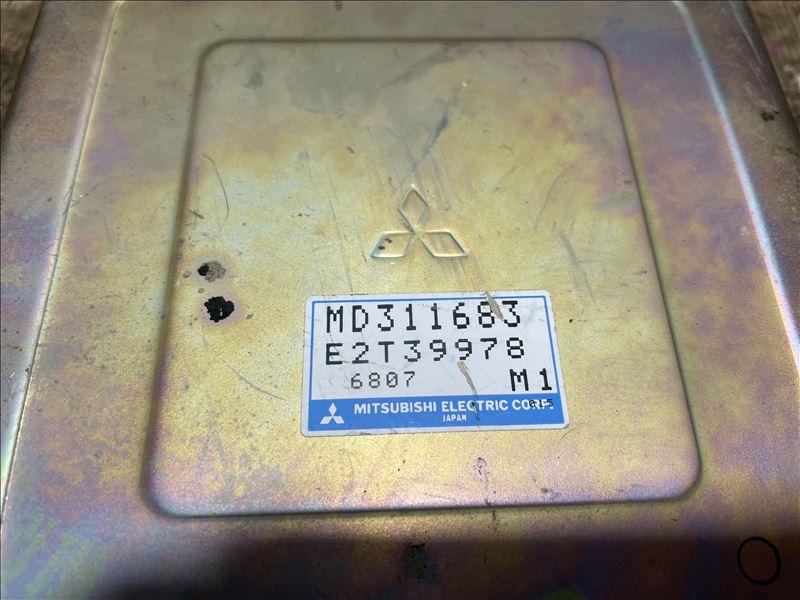 MD311683
E2T39978
6807 M1
MITSUBISHI ELECTRIC CORP.
JAPAN